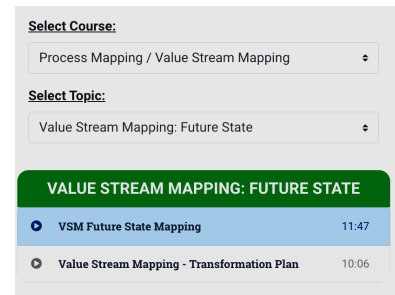 Select Course:
Process Mapping / Value Stream Mapping
Select Topic:
Value Stream Mapping: Future State
VALUE STREAM MAPPING: FUTURE STATE
VSM Future State Mapping 11:47
Value Stream Mapping - Transformation Plan 10:06